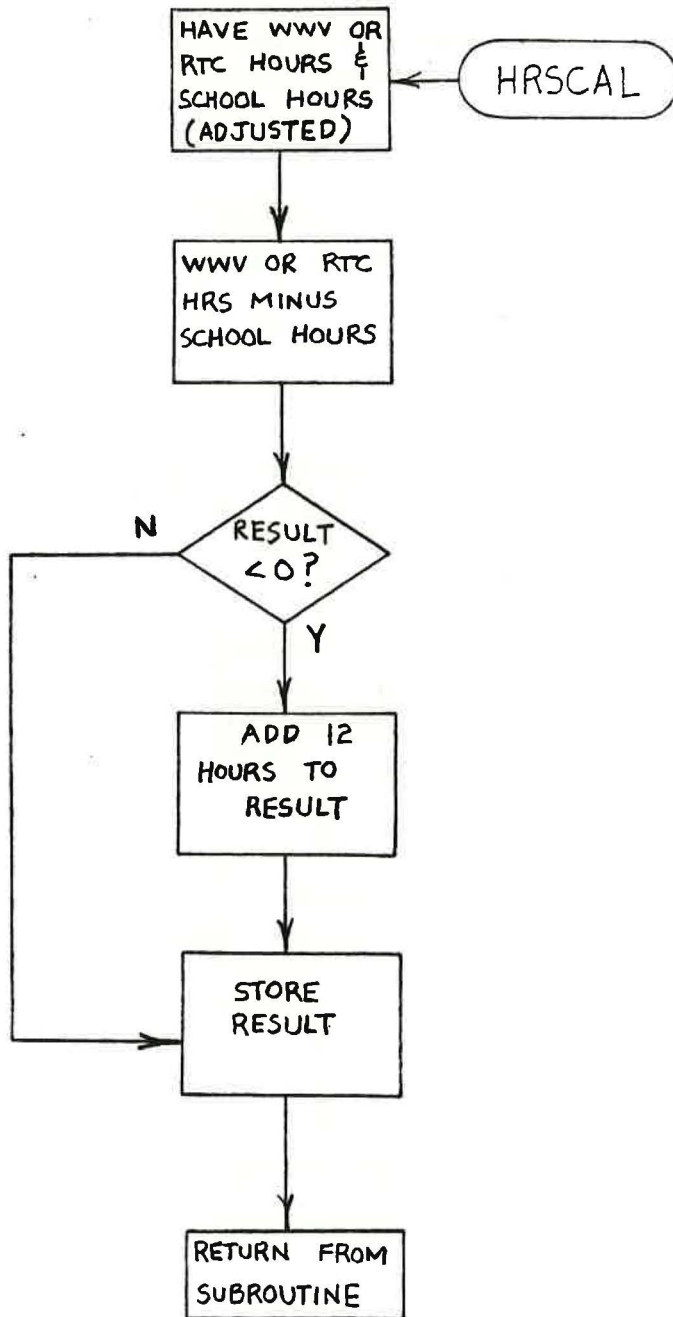 HAVE WWV OR
RTC HOURS &
SCHOOL HOURS
(ADJUSTED)
HRSCAL
WWV OR RTC
HRS MINUS
SCHOOL HOURS
RESULT
<0?
N
Y
ADD 12
HOURS TO
RESULT
STORE
RESULT
RETURN FROM
SUBROUTINE